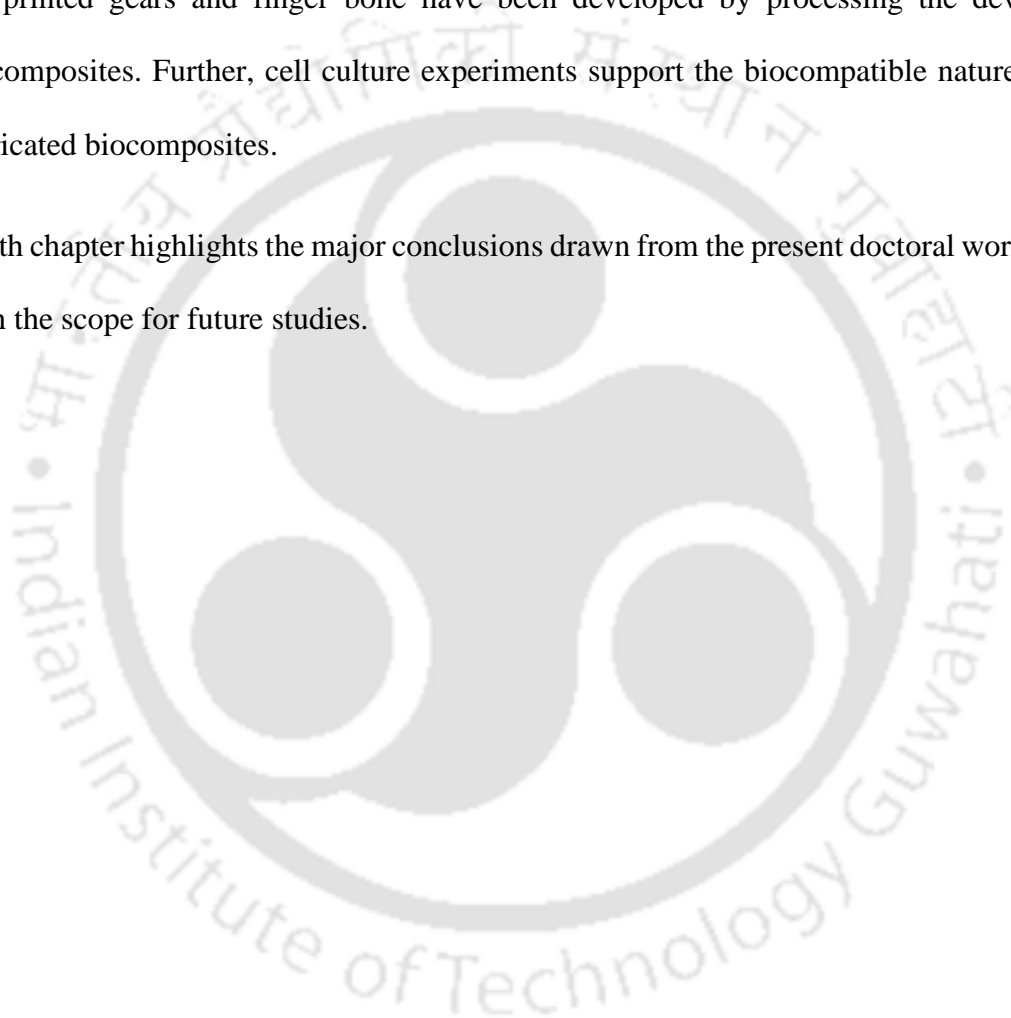 printed gears and finger bone have been developed by processing the dev
composites. Further, cell culture experiments support the biocompatible nature
ricated biocomposites.
th chapter highlights the major conclusions drawn from the present doctoral wor
n the scope for future studies.
Indian Institute of Technology Guwahati